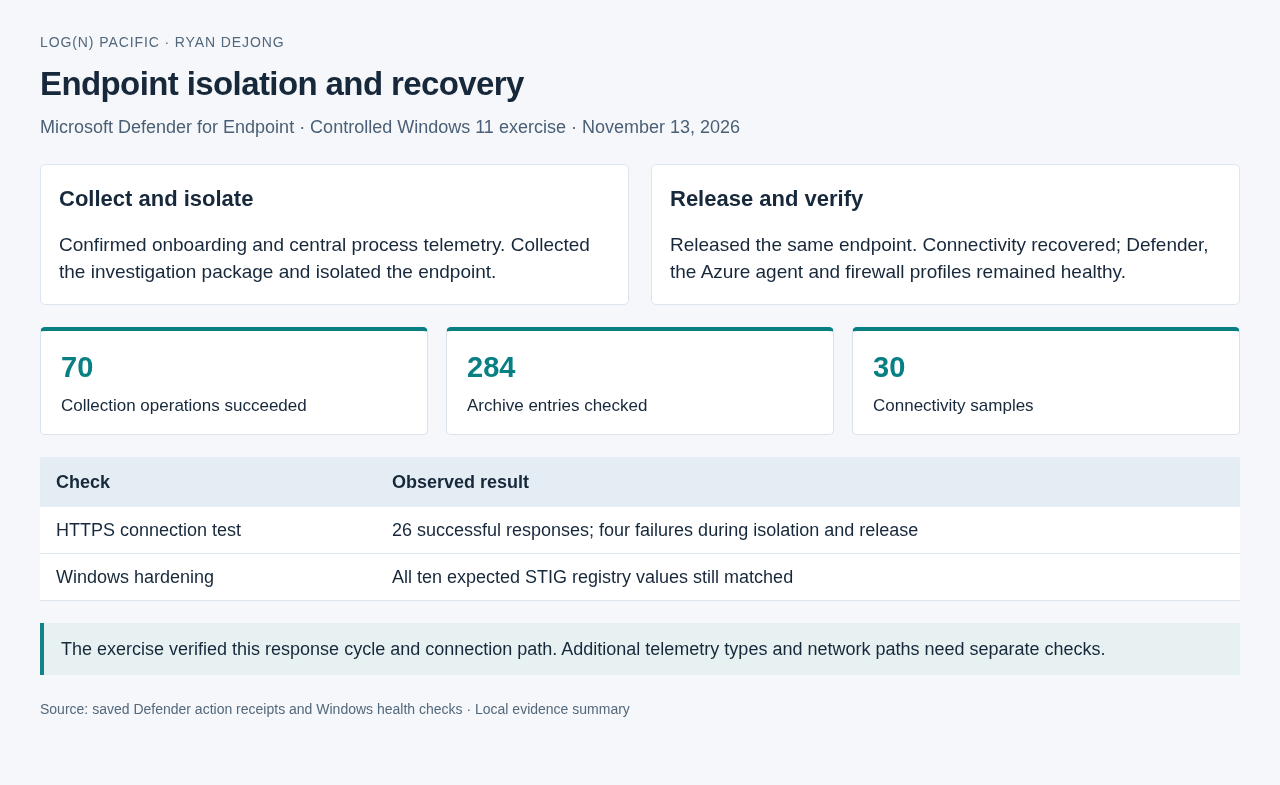 LOG(N) PACIFIC · RYAN DEJONG
Endpoint isolation and recovery
Microsoft Defender for Endpoint · Controlled Windows 11 exercise · November 13, 2026
Collect and isolate
Confirmed onboarding and central process telemetry. Collected
the investigation package and isolated the endpoint.
Release and verify
Released the same endpoint. Connectivity recovered; Defender,
the Azure agent and firewall profiles remained healthy.
70
Collection operations succeeded
284
Archive entries checked
30
Connectivity samples
Check Observed result
HTTPS connection test 26 successful responses; four failures during isolation and release
Windows hardening All ten expected STIG registry values still matched
The exercise verified this response cycle and connection path. Additional telemetry types and network paths need separate checks.
Source: saved Defender action receipts and Windows health checks · Local evidence summary